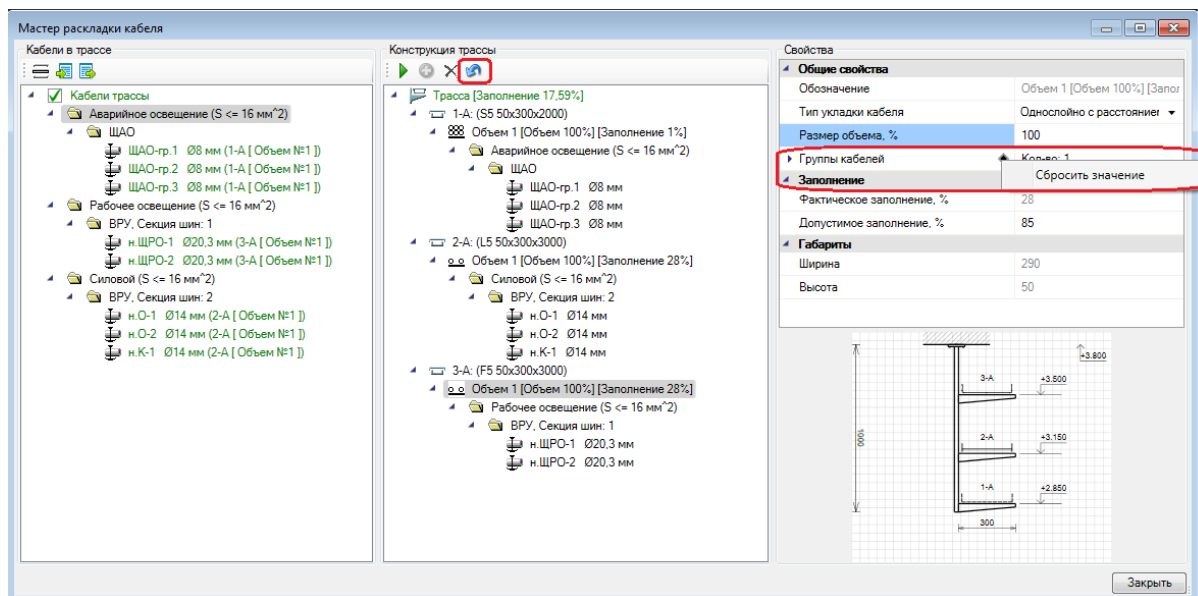 Мастер раскладки кабеля
Кабели в трассе
Кабели трассы
Аварийное освещение (S <= 16 мм^2)
ЩАО
ЩАО-гр.1 Ø8 мм (1-А [ Объем №1 ])
ЩАО-гр.2 Ø8 мм (1-А [ Объем №1 ])
ЩАО-гр.3 Ø8 мм (1-А [ Объем №1 ])
Рабочее освещение (S <= 16 мм^2)
ВРУ, Секция шин: 1
н.ЩРО-1 Ø20,3 мм (3-А [ Объем №1 ])
н.ЩРО-2 Ø20,3 мм (3-А [ Объем №1 ])
Силовой (S <= 16 мм^2)
ВРУ, Секция шин: 2
н.О-1 Ø14 мм (2-А [ Объем №1 ])
н.О-2 Ø14 мм (2-А [ Объем №1 ])
н.К-1 Ø14 мм (2-А [ Объем №1 ])
Конструкция трассы
Трасса [Заполнение 17,59%]
1-А: (S5 50x300x2000)
Объем 1 [Объем 100%] [Заполнение 1%]
Аварийное освещение (S <= 16 мм^2)
ЩАО
ЩАО-гр.1 Ø8 мм
ЩАО-гр.2 Ø8 мм
ЩАО-гр.3 Ø8 мм
2-А: (L5 50x300x3000)
Объем 1 [Объем 100%] [Заполнение 28%]
Силовой (S <= 16 мм^2)
ВРУ, Секция шин: 2
н.О-1 Ø14 мм
н.О-2 Ø14 мм
н.К-1 Ø14 мм
3-А: (F5 50x300x3000)
Объем 1 [Объем 100%] [Заполнение 28%]
Рабочее освещение (S <= 16 мм^2)
ВРУ, Секция шин: 1
н.ЩРО-1 Ø20,3 мм
н.ЩРО-2 Ø20,3 мм
Свойства
Общие свойства
Обозначение Объем 1 [Объем 100%] [Запол
Тип укладки кабеля Однослойно с расстояниег
Размер объема, % 100
Группы кабелей Кол-во: 1
Сбросить значение
Заполнение
Фактическое заполнение, % 28
Допустимое заполнение, % 85
Габариты
Ширина 290
Высота 50
+3.800
3-А +3.500
1000
2-А +3.150
1-А +2.850
300
Закрыть